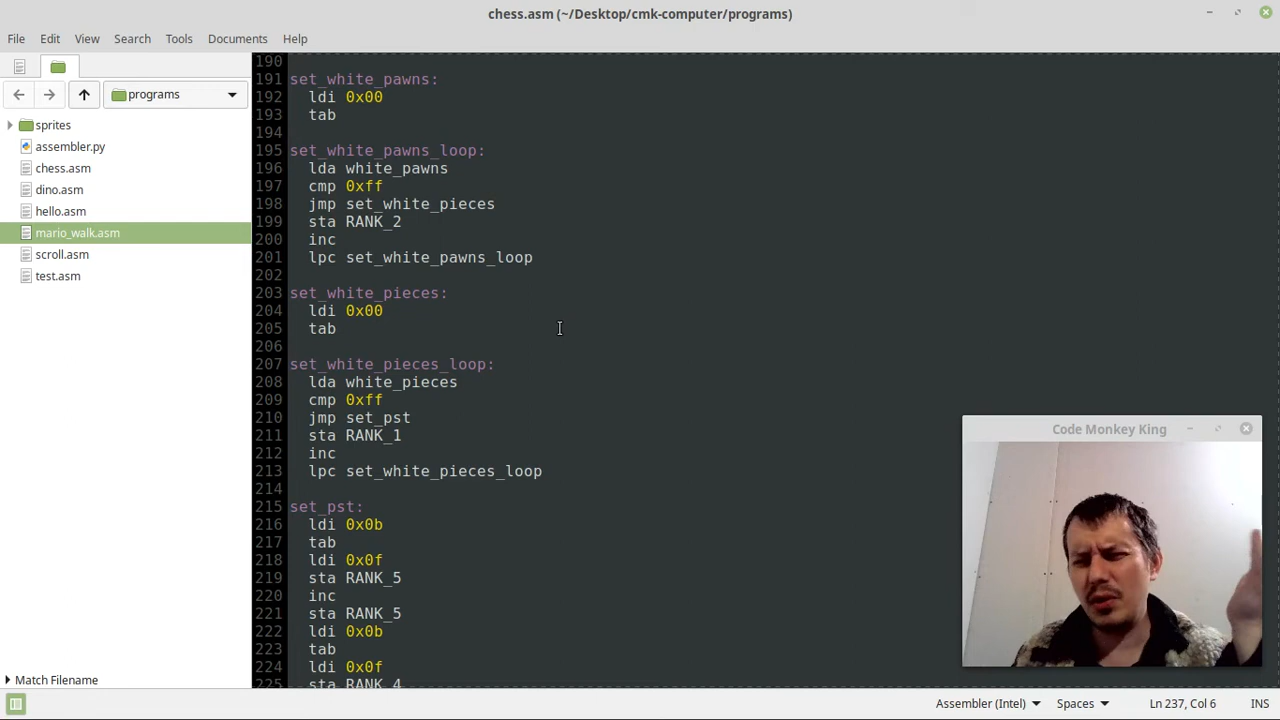 chess.asm (~/Desktop/cmk-computer/programs)
File Edit View Search Tools Documents Help
programs
sprites
assembler.py
chess.asm
dino.asm
hello.asm
mario_walk.asm
scroll.asm
test.asm
190
191 set_white_pawns:
192 ldi 0x00
193 tab
194
195 set_white_pawns_loop:
196 lda white_pawns
197 cmp 0xff
198 jmp set_white_pieces
199 sta RANK_2
200 inc
201 lpc set_white_pawns_loop
202
203 set_white_pieces:
204 ldi 0x00
205 tab
206
207 set_white_pieces_loop:
208 lda white_pieces
209 cmp 0xff
210 jmp set_pst
211 sta RANK_1
212 inc
213 lpc set_white_pieces_loop
214
215 set_pst:
216 ldi 0x0b
217 tab
218 ldi 0x0f
219 sta RANK_5
220 inc
221 sta RANK_5
222 ldi 0x0b
223 tab
224 ldi 0x0f
225 sta RANK_4
Code Monkey King
Match Filename
Assembler (Intel) Spaces Ln 237, Col 6 INS